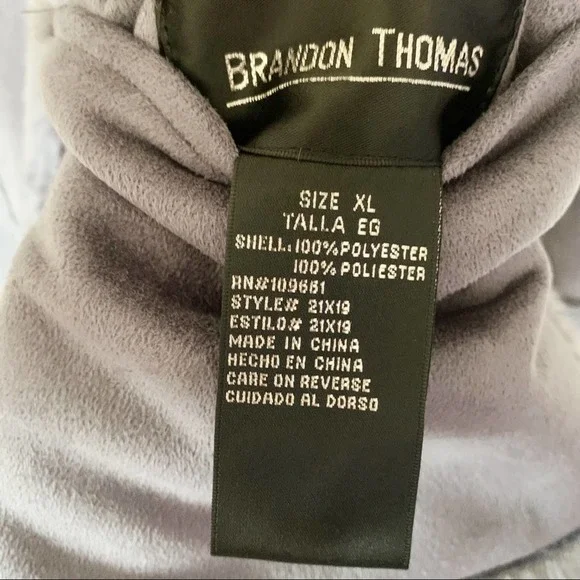 BRANDON THOMAS
SIZE XL
TALLA EG
SHELL:100%POLYESTER
100%POLIESTER
RN#109681
STYLE# 21X19
ESTILO# 21X19
MADE IN CHINA
HECHO EN CHINA
CARE ON REVERSE
CUIDADO AL DORSO